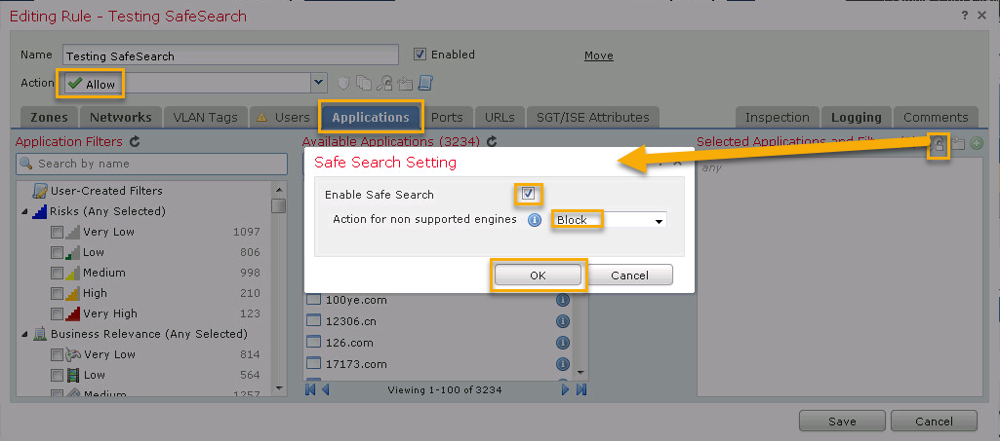 Editing Rule - Testing SafeSearch
Name Testing SafeSearch Enabled Move
Action Allow
Zones Networks VLAN Tags Users Applications Ports URLs SGT/ISE Attributes Inspection Logging Comments
Application Filters
Search by name
User-Created Filters
Risks (Any Selected)
Very Low 1097
Low 806
Medium 998
High 210
Very High 123
Business Relevance (Any Selected)
Very Low 814
Low 564
Medium 1257
Available Applications (3234)
Safe Search Setting
Enable Safe Search
Action for non supported engines Block
OK Cancel
100ye.com
12306.cn
126.com
17173.com
Viewing 1-100 of 3234
Selected Applications and
any
Save Cancel